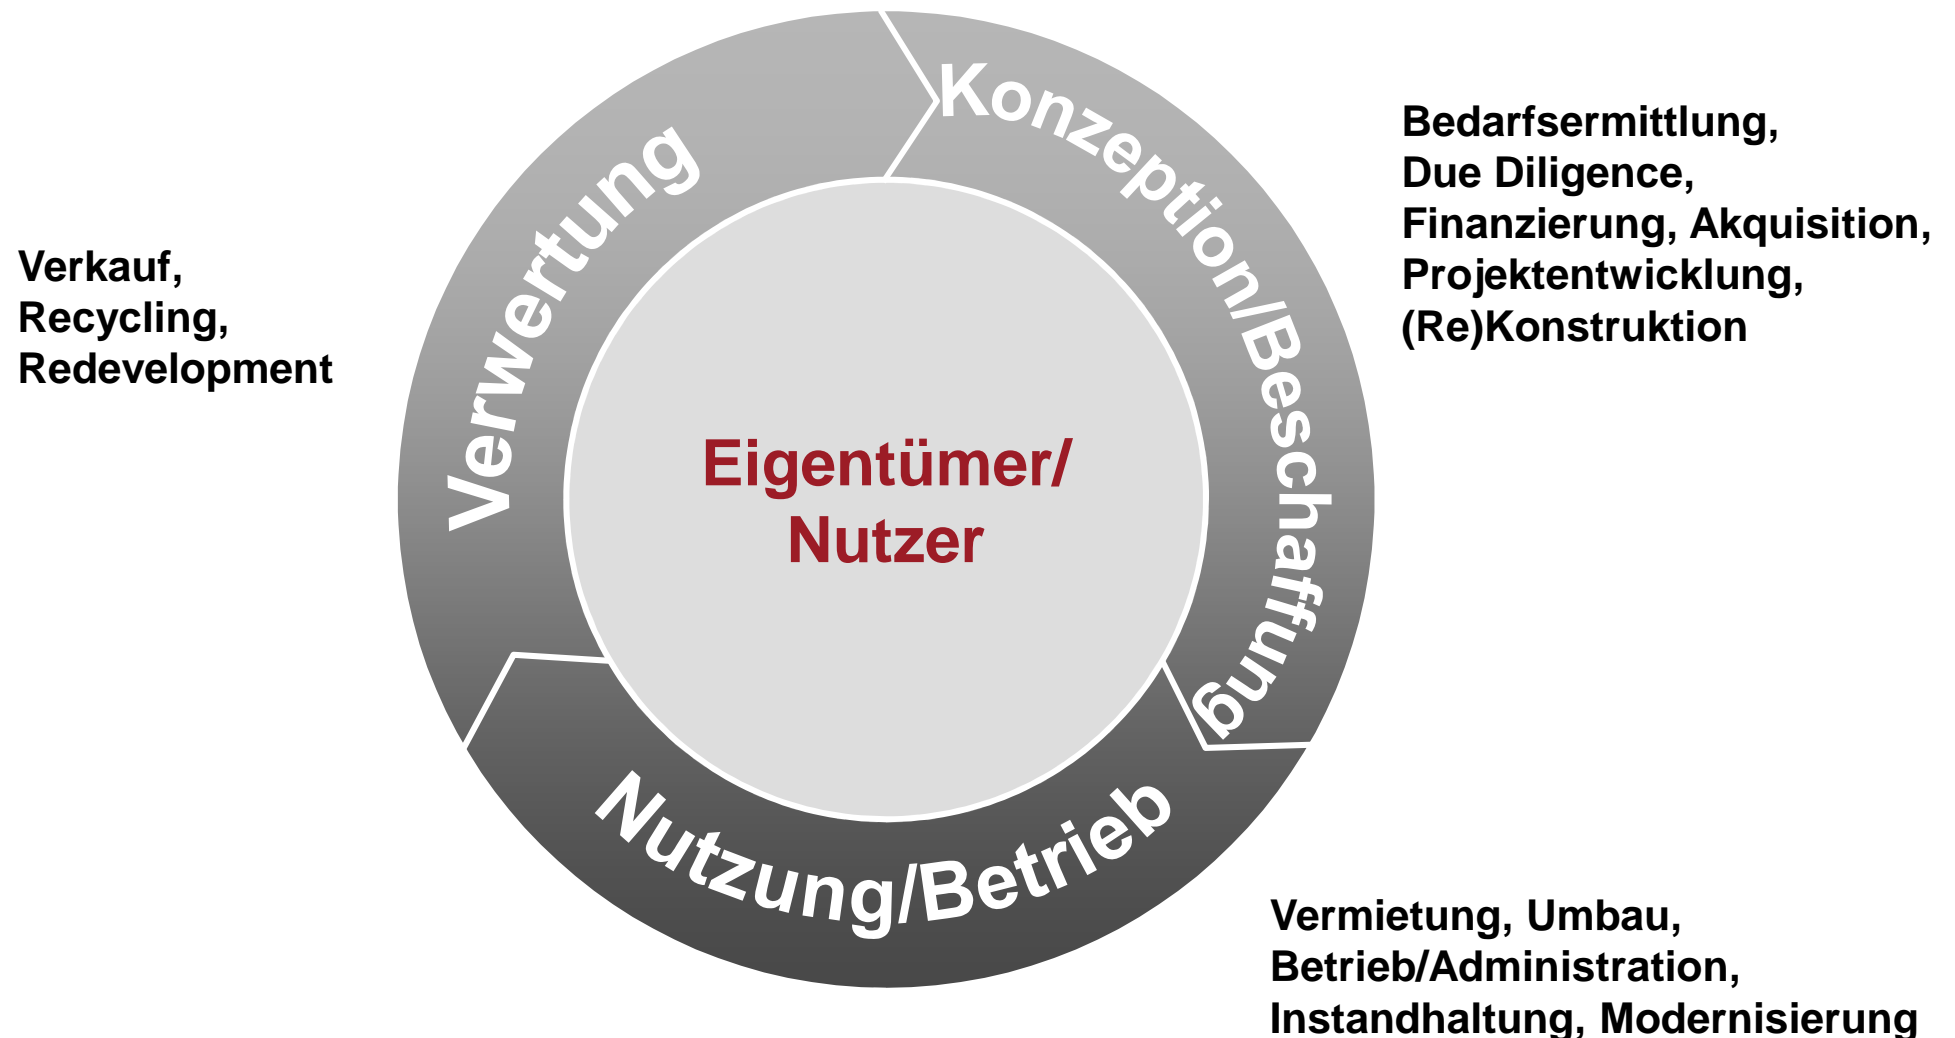 Konzeption/Beschaffung
Bedarfsermittlung,
Due Diligence,
Finanzierung, Akquisition,
Projektentwicklung,
(Re)Konstruktion
Verwertung
Verkauf,
Recycling,
Redevelopment
Eigentümer/
Nutzer
Nutzung/Betrieb
Vermietung, Umbau,
Betrieb/Administration,
Instandhaltung, Modernisierung